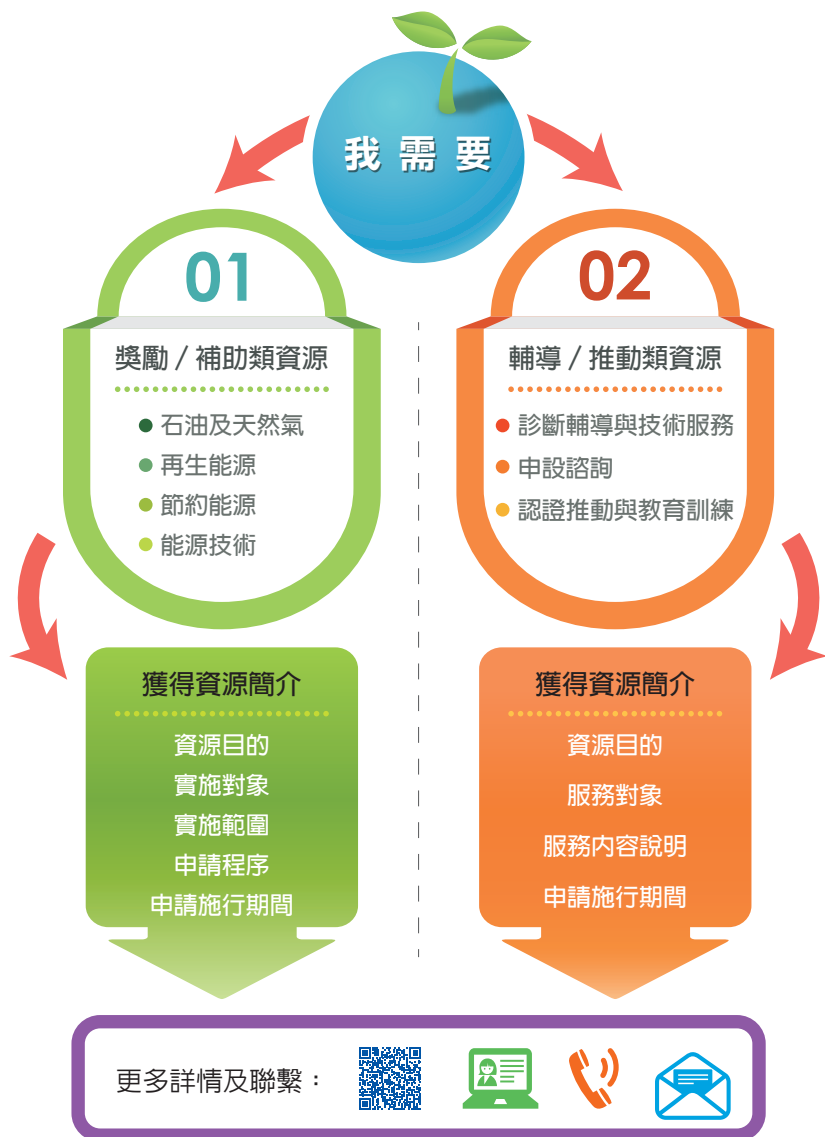 我需要
01
獎勵 / 補助類資源
石油及天然氣
再生能源
節約能源
能源技術
獲得資源簡介
資源目的
實施對象
實施範圍
申請程序
申請施行期間
02
輔導 / 推動類資源
診斷輔導與技術服務
申設諮詢
認證推動與教育訓練
獲得資源簡介
資源目的
服務對象
服務內容說明
申請施行期間
更多詳情及聯繫：